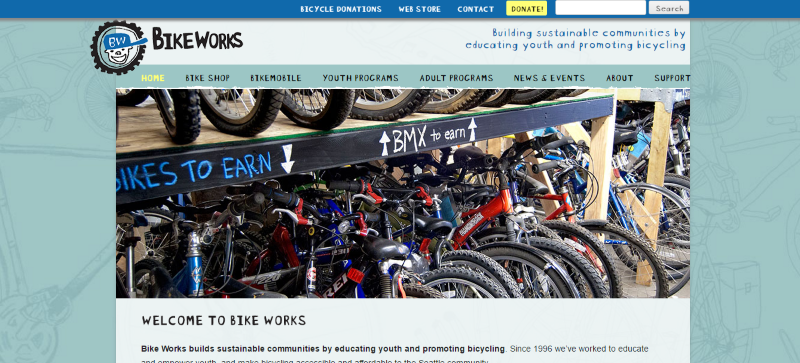 BICYCLE DONATIONS WEB STORE CONTACT DONATE! Search
BW
BIKEWORKS
Building sustainable communities by
educating youth and promoting bicycling
HOME BIKE SHOP BIKEMOBILE YOUTH PROGRAMS ADULT PROGRAMS NEWS & EVENTS ABOUT SUPPORT
BIKES TO EARN
BMX to earn
TREK
WELCOME TO BIKE WORKS
Bike Works builds sustainable communities by educating youth and promoting bicycling. Since 1996 we've worked to educate
and empower youth, and make bicycling accessible and affordable to the Seattle community.